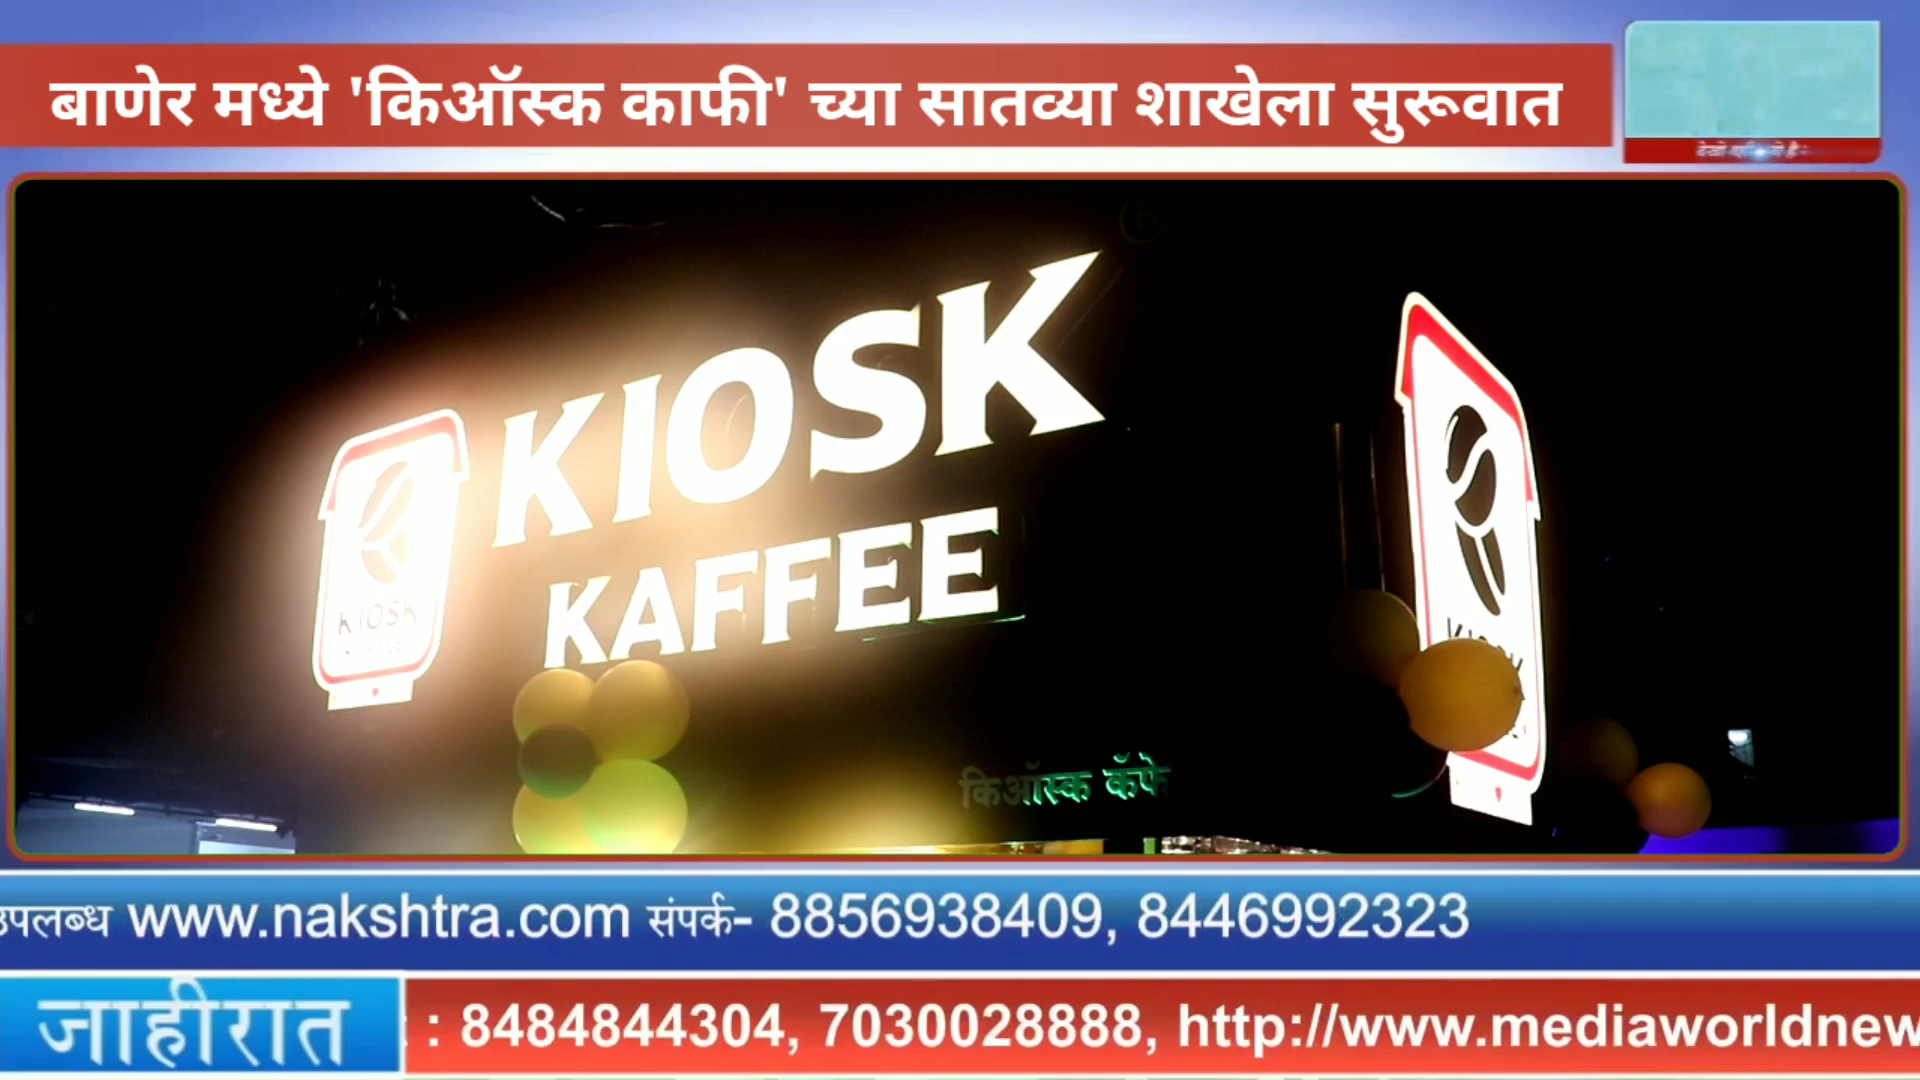 बाणेर मध्ये 'किऑस्क काफी' च्या सातव्या शाखेला सुरूवात
KIOSK
KAFFEE
KIOSK
किऑस्क कॅफे
उपलब्ध www.nakshtra.com संपर्क- 8856938409, 8446992323
जाहीरात
: 8484844304, 7030028888, http://www.mediaworldnew